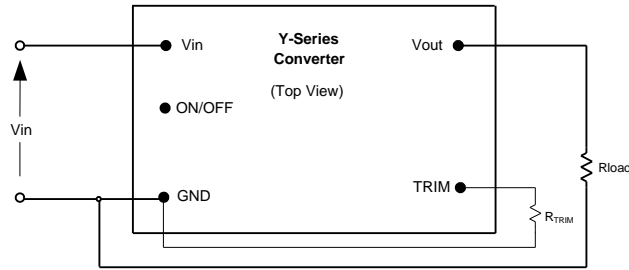 Y-Series
Converter
(Top View)
Vin
Vout
ON/OFF
Vin
Rload
GND
TRIM
RTRIM